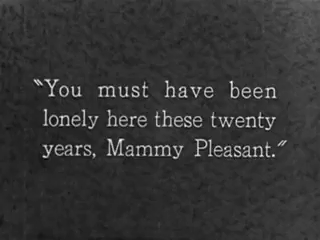 "You must have been
lonely here these twenty
years, Mammy Pleasant."